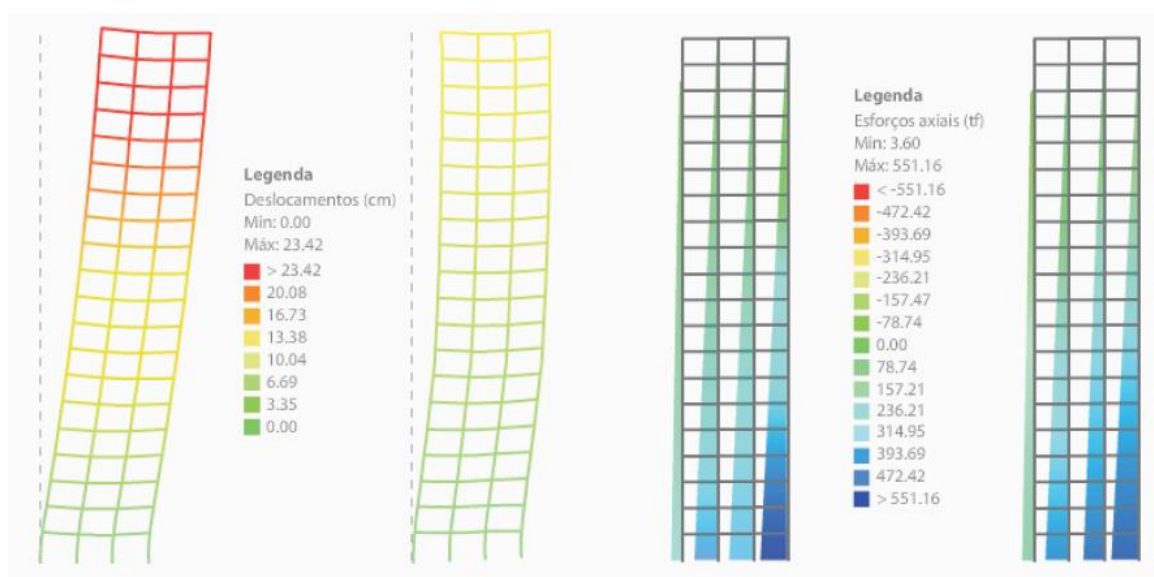 Legenda
Deslocamentos (cm)
Min: 0.00
Máx: 23.42
> 23.42
20.08
16.73
13.38
10.04
6.69
3.35
0.00
Legenda
Esforços axiais (tf)
Min: 3.60
Máx: 551.16
< -551.16
-472.42
-393.69
-314.95
-236.21
-157.47
-78.74
0.00
78.74
157.21
236.21
314.95
393.69
472.42
> 551.16